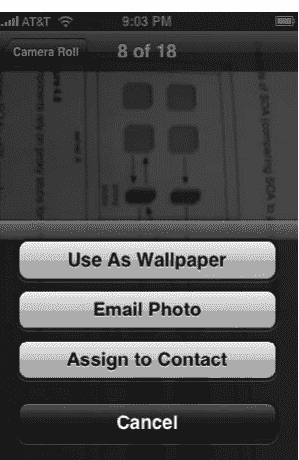 AT&T 9:03 PM
Camera Roll 8 of 18
Use As Wallpaper
Email Photo
Assign to Contact
Cancel